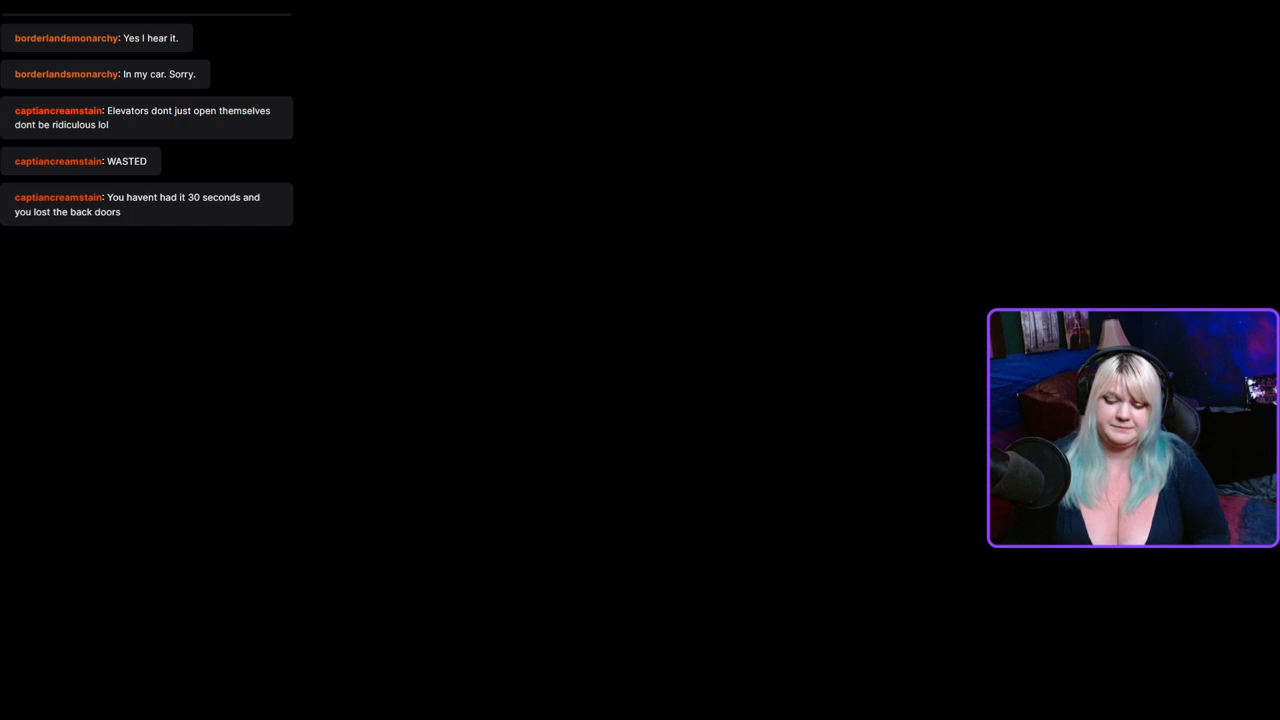 borderlandsmonarchy: Yes I hear it.
borderlandsmonarchy: In my car. Sorry.
captiancreamstain: Elevators dont just open themselves
dont be ridiculous lol
captiancreamstain: WASTED
captiancreamstain: You havent had it 30 seconds and
you lost the back doors